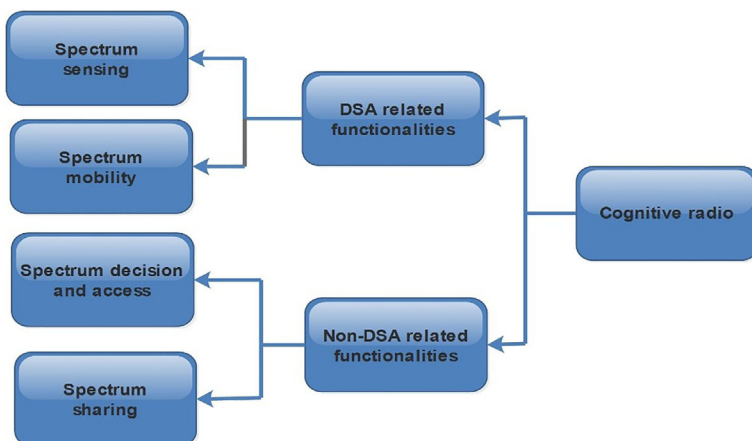 Spectrum
sensing
DSA related
functionalities
Spectrum
mobility
Cognitive radio
Spectrum decision
and access
Non-DSA related
functionalities
Spectrum
sharing